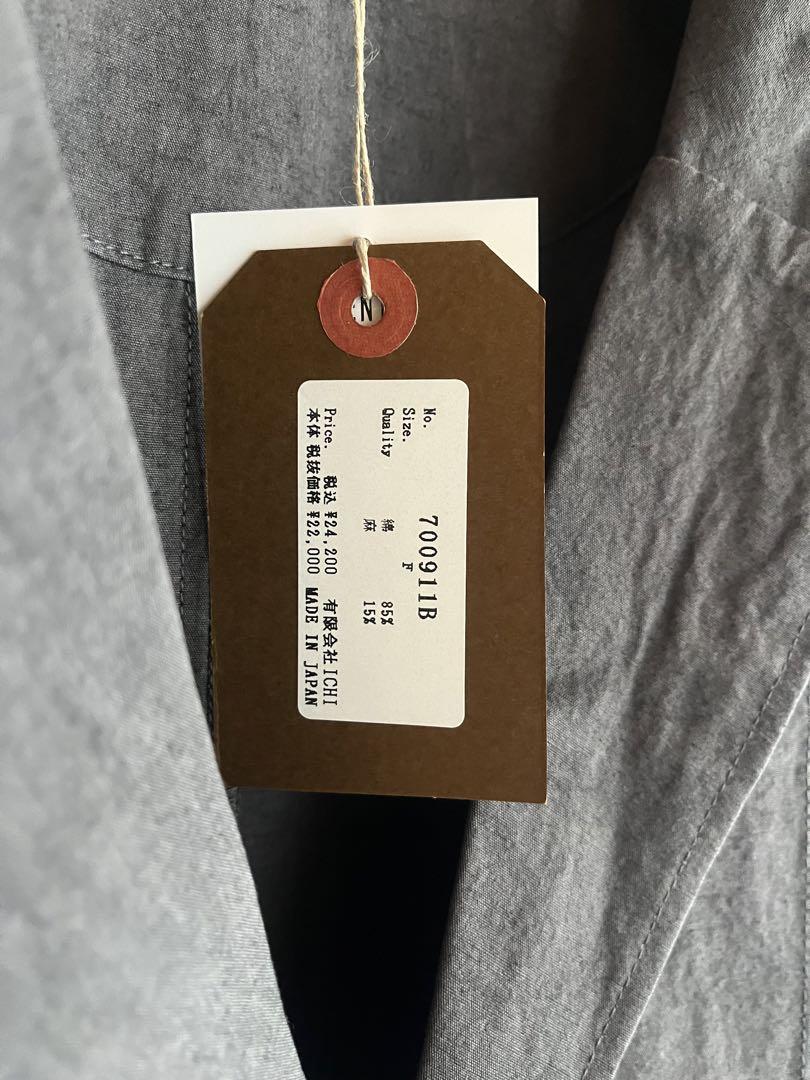 N
No. 700911B
Size. F
Quality 綿 85%
麻 15%
Price. 税込 ¥24,200 有限会社ICHI
本体 税抜価格 ¥22,000 MADE IN JAPAN